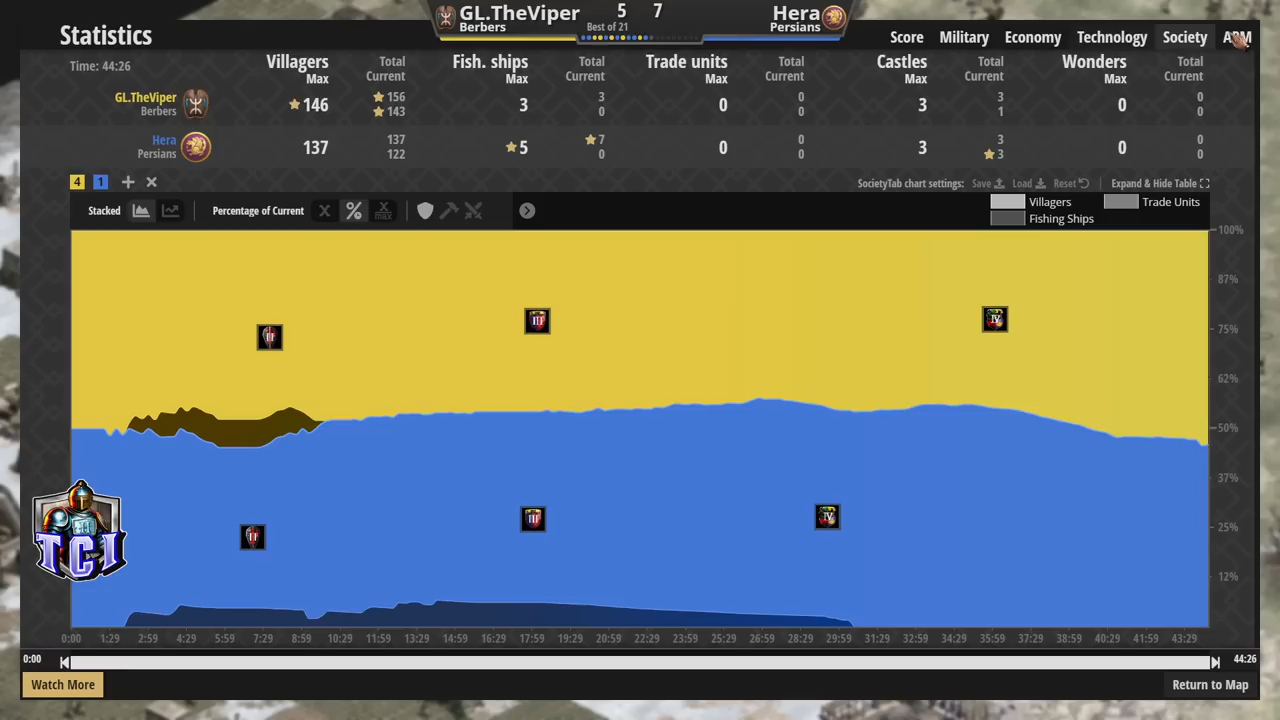 GL.TheViper 5 7 Hera
Berbers Best of 21 Persians
Statistics
Score Military Economy Technology Society APM
Time: 44:26
Villagers Max Total Current Fish. ships Max Total Current Trade units Max Total Current Castles Max Total Current Wonders Max Total Current
GL.TheViper Berbers 146 156 143 3 3 0 0 0 0 3 3 1 0 0 0
Hera Persians 137 137 122 5 7 0 0 0 0 3 3 3 0 0 0
4 1 SocietyTab chart settings: Save Load Reset Expand & Hide Table
Stacked Percentage of Current X % X/MAX
Villagers Trade Units
Fishing Ships
100%
87%
75%
62%
50%
37%
25%
12%
II III IV
II III IV
TCI
0:00 1:29 2:59 4:29 5:59 7:29 8:59 10:29 11:59 13:29 14:59 16:29 17:59 19:29 20:59 22:29 23:59 25:29 26:59 28:29 29:59 31:29 32:59 34:29 35:59 37:29 38:59 40:29 41:59 43:29
0:00 44:26
Watch More Return to Map